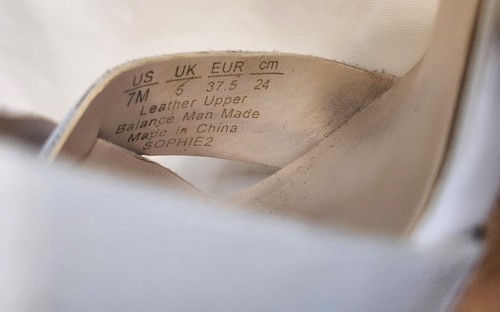 US UK EUR cm
7M 5 37.5 24
Leather Upper
Balance Man Made
Made in China
SOPHIE2